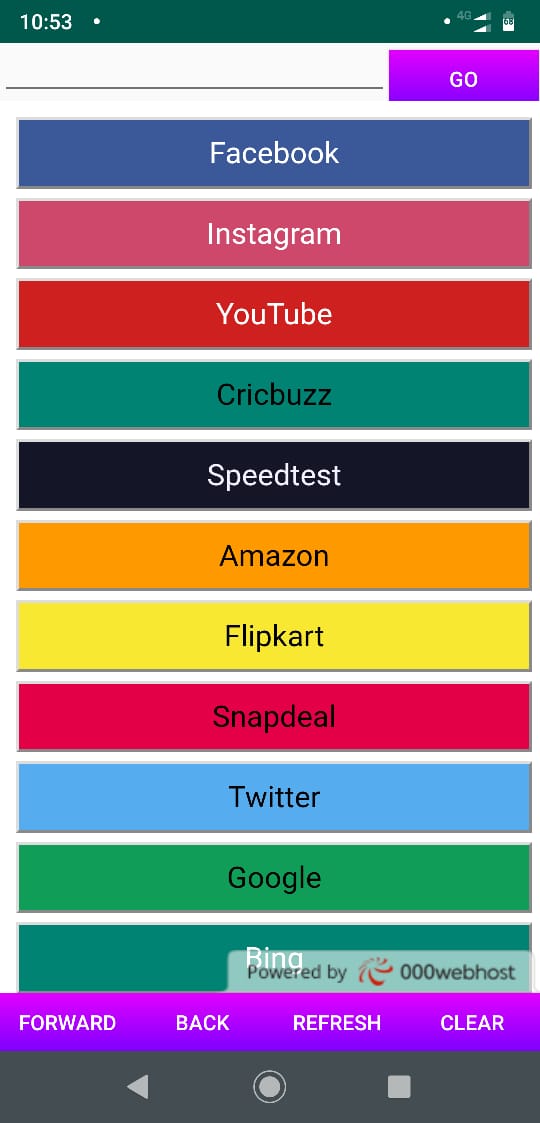 10:53
4G
68
GO
Facebook
Instagram
YouTube
Cricbuzz
Speedtest
Amazon
Flipkart
Snapdeal
Twitter
Google
Bing
Powered by 000webhost
FORWARD BACK REFRESH CLEAR